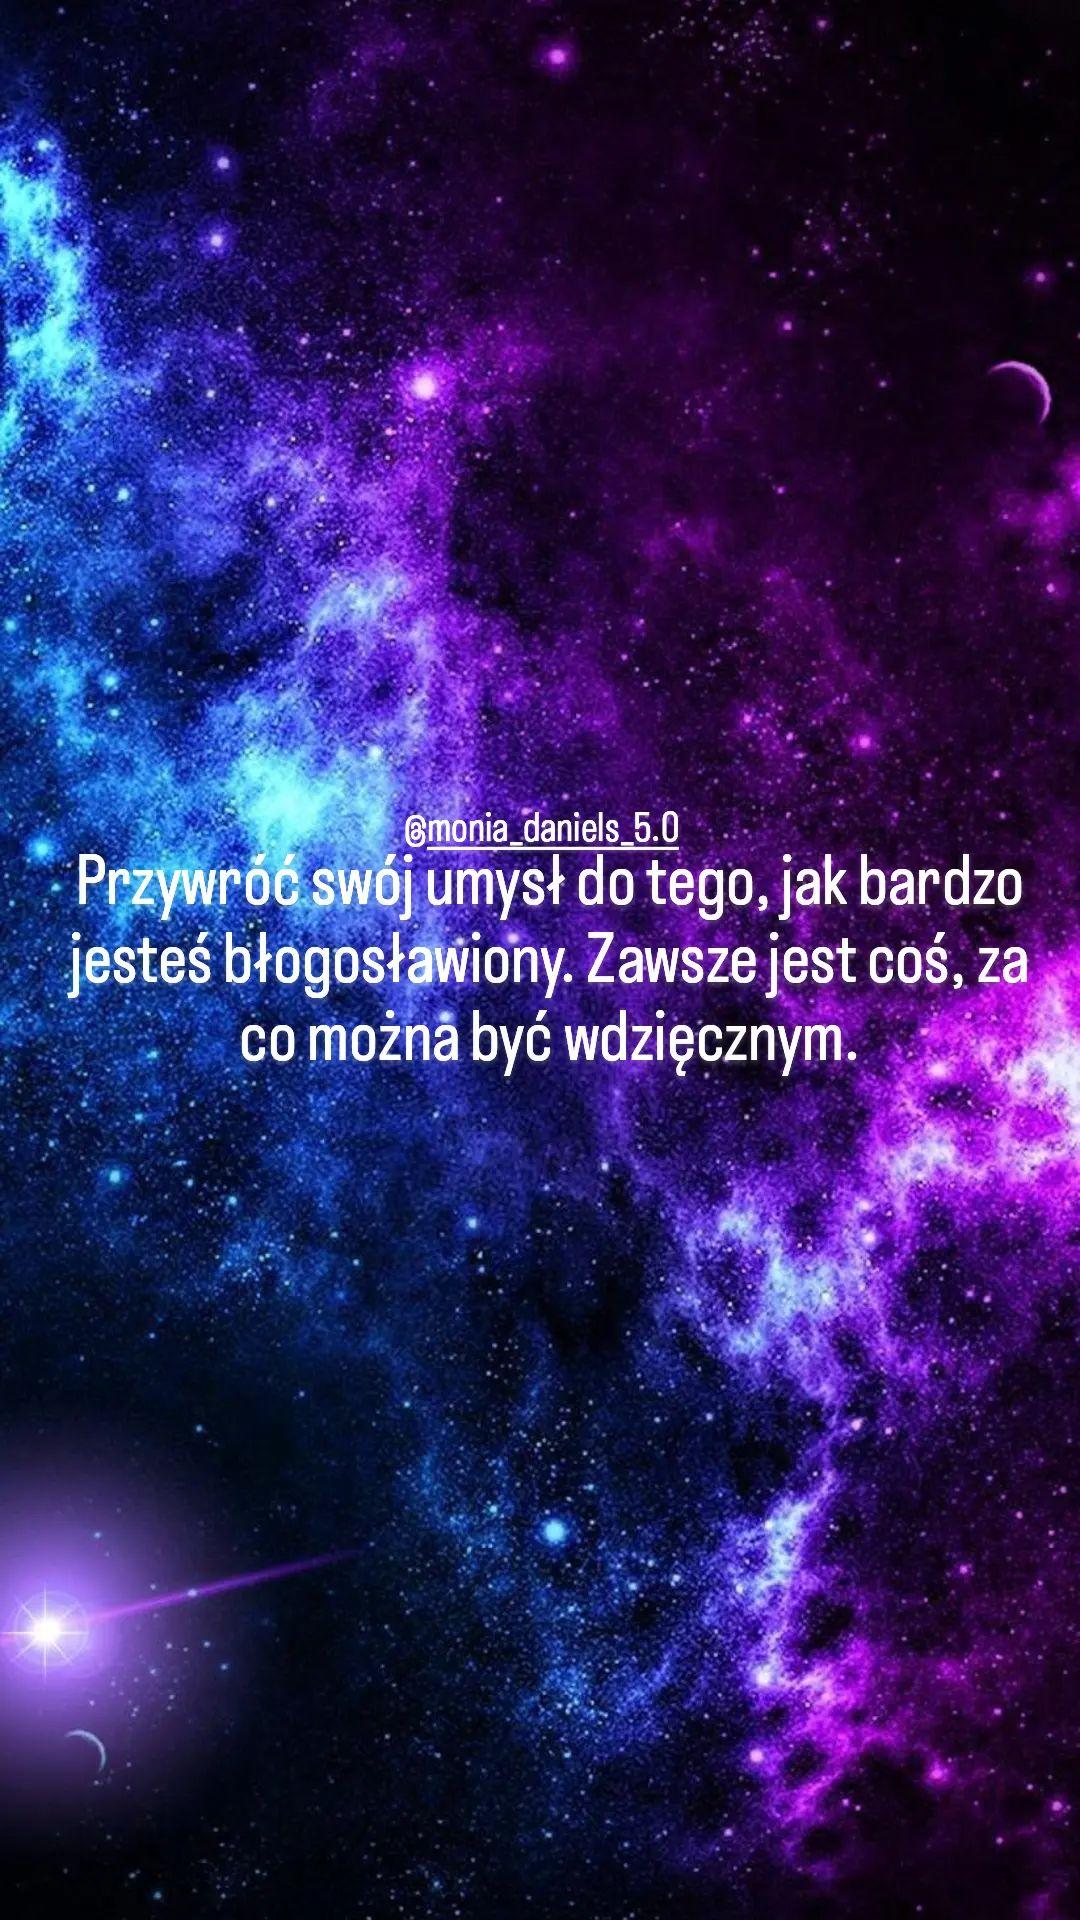 @monia_daniels_5.0
Przywróć swój umysł do tego, jak bardzo
jesteś błogosławiony. Zawsze jest coś, za
co można być wdzięcznym.